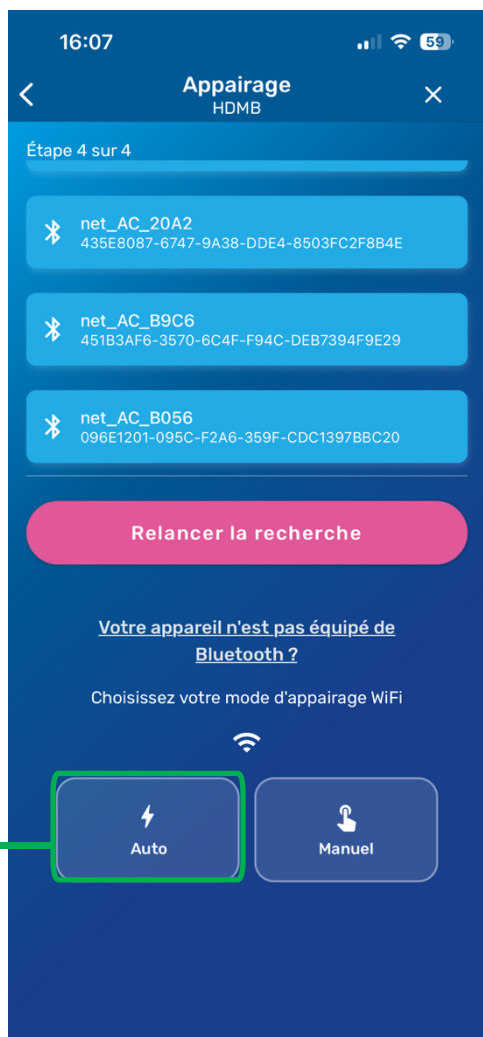 16:07
59
Appairage
HDMB
Étape 4 sur 4
net_AC_20A2
435E8087-6747-9A38-DDE4-8503FC2F8B4E
net_AC_B9C6
451B3AF6-3570-6C4F-F94C-DEB7394F9E29
net_AC_B056
096E1201-095C-F2A6-359F-CDC1397BBC20
Relancer la recherche
Votre appareil n'est pas équipé de
Bluetooth ?
Choisissez votre mode d'appairage WiFi
Auto
Manuel